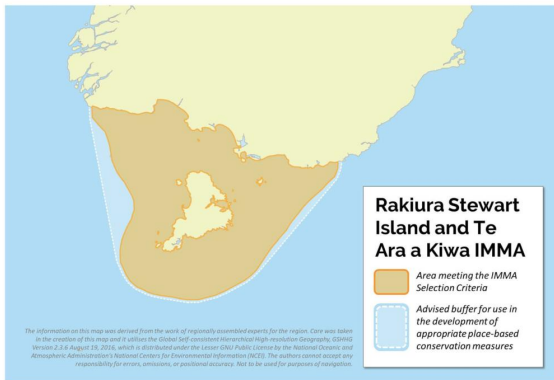 Rakiura Stewart
Island and Te
Ara a Kiwa IMMA
Area meeting the IMMA
Selection Criteria
Advised buffer for use in
the development of
appropriate place-based
conservation measures
The information on this map was derived from the work of regionally assembled experts for the region. Care was taken
in the creation of this map and it utilises the Global Self-consistent Hierarchical High-resolution Geography, GSHHG
Version 2.3.6 August 19, 2016, which is distributed under the Lesser GNU Public Licence by the National Oceanic and
Atmospheric Administration's National Centers for Environmental Information (NCEI). The authors cannot accept any
responsibility for errors, omissions, or positional accuracy. Not to be used for purposes of navigation.